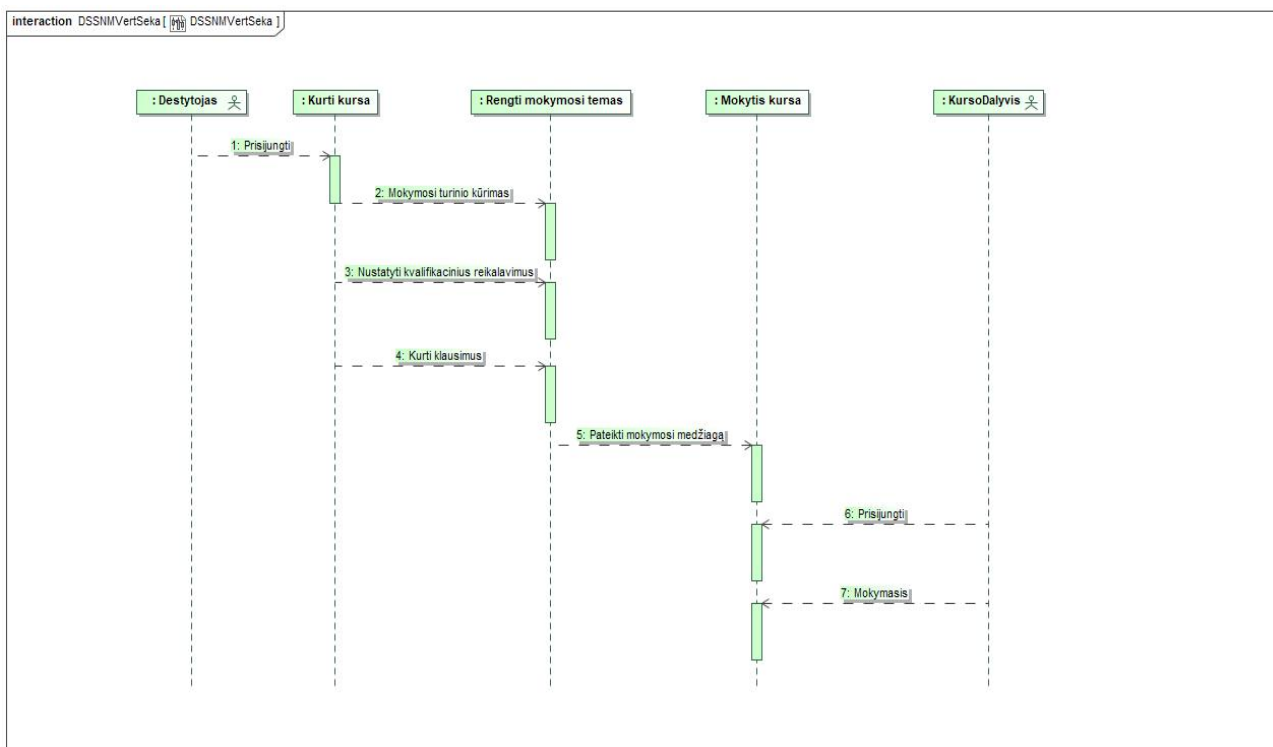 interaction DSSNMVertSeka [ DSSNMVertSeka ]
: Destytojas
: Kurti kursa
: Rengti mokymosi temas
: Mokytis kursa
: KursoDalyvis
1: Prisijungti
2: Mokymosi turinio kūrimas
3: Nustatyti kvalifikacinius reikalavimus
4: Kurti klausimus
5: Pateikti mokymosi medžiagą
6: Prisijungti
7: Mokymasis